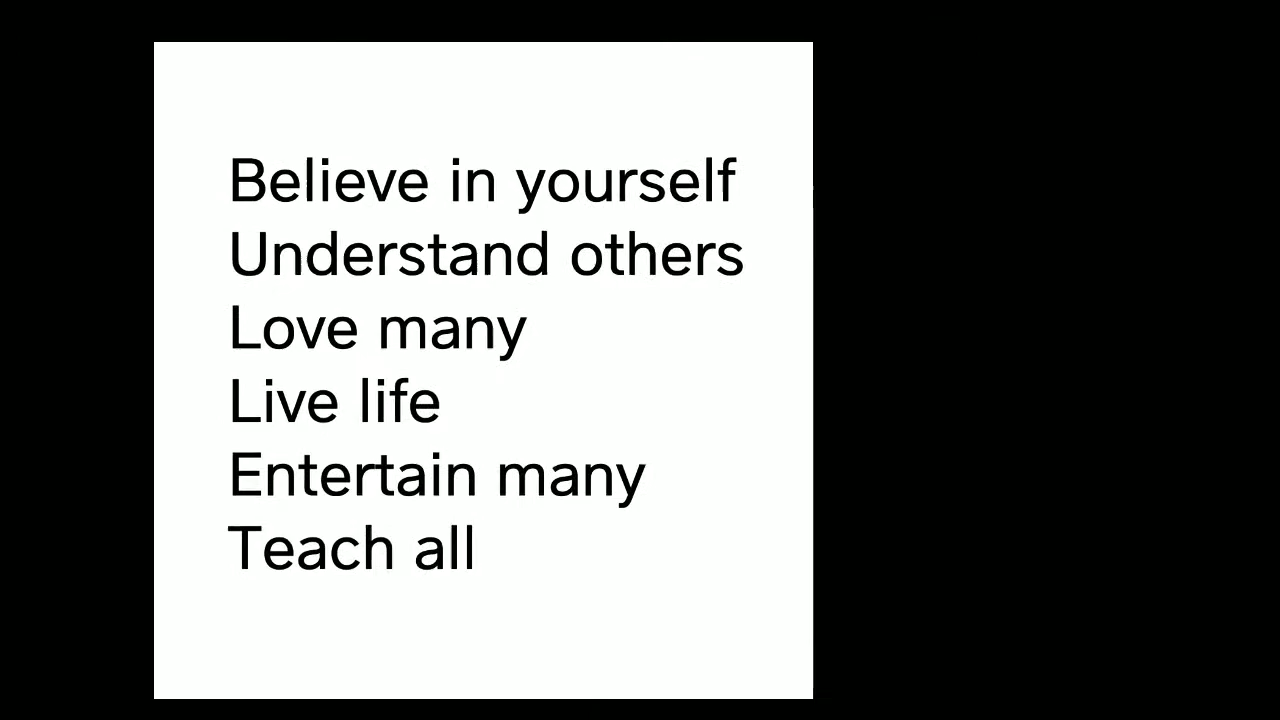 Believe in yourself
Understand others
Love many
Live life
Entertain many
Teach all